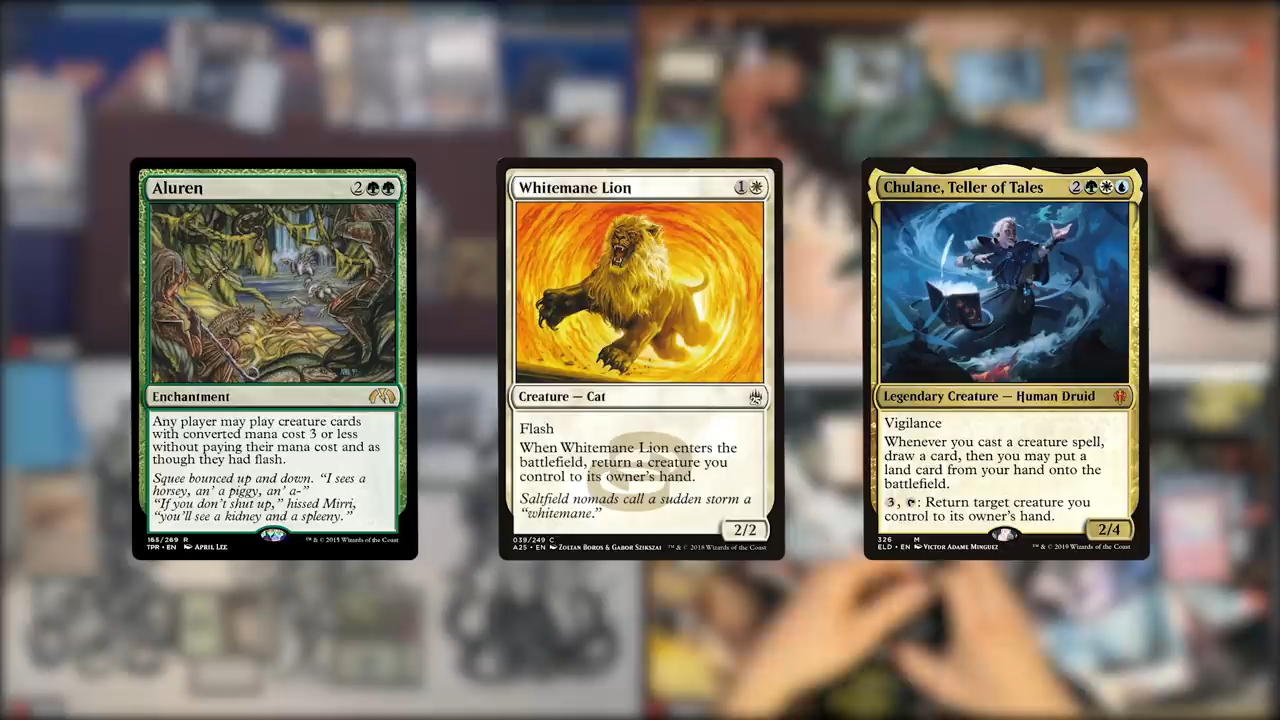 Aluren 2
Enchantment
Any player may play creature cards
with converted mana cost 3 or less
without paying their mana cost and as
though they had flash.
Squee bounced up and down. “I sees a
horsey, an’ a piggy, an’ a-”
“If you don’t shut up,” hissed Mirri,
“you’ll see a kidney and a spleeny.”
165/269 R
TPR • EN APRIL LEE
™ & © 2015 Wizards of the Coast
Whitemane Lion 1
Creature — Cat
Flash
When Whitemane Lion enters the
battlefield, return a creature you
control to its owner’s hand.
Saltfield nomads call a sudden storm a
“whitemane.”
2/2
039/249 C
A25 • EN ZOLTAN BOROS & GABOR SZIKSZAI ™ & © 2018 Wizards of the Coast
Chulane, Teller of Tales 2
Legendary Creature — Human Druid
Vigilance
Whenever you cast a creature spell,
draw a card, then you may put a
land card from your hand onto the
battlefield.
3, : Return target creature you
control to its owner’s hand.
2/4
326 M
ELD • EN VICTOR ADAME MINGUEZ ™ & © 2019 Wizards of the Coast